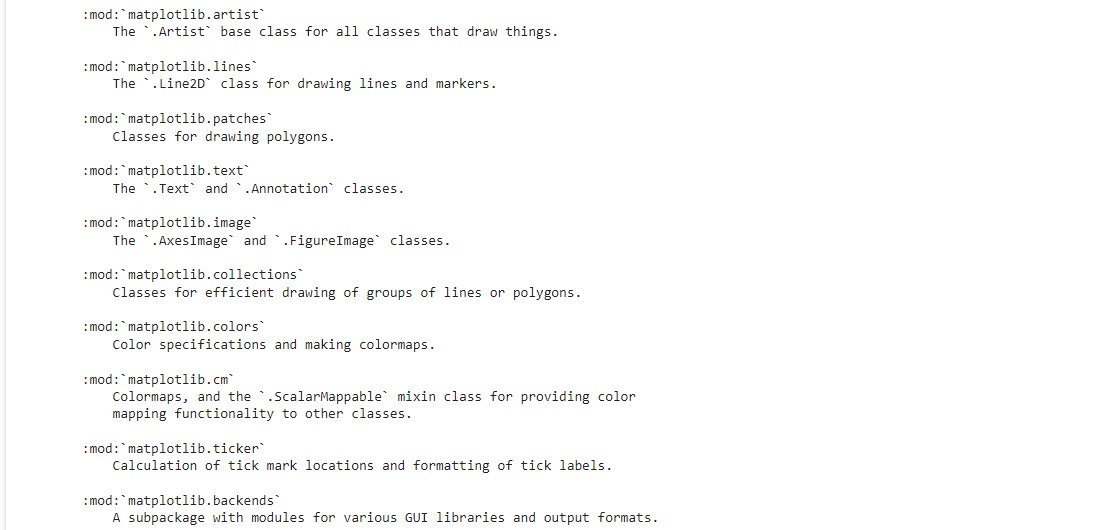 :mod:`matplotlib.artist`
The `.Artist` base class for all classes that draw things.
:mod:`matplotlib.lines`
The `.Line2D` class for drawing lines and markers.
:mod:`matplotlib.patches`
Classes for drawing polygons.
:mod:`matplotlib.text`
The `.Text` and `.Annotation` classes.
:mod:`matplotlib.image`
The `.AxesImage` and `.FigureImage` classes.
:mod:`matplotlib.collections`
Classes for efficient drawing of groups of lines or polygons.
:mod:`matplotlib.colors`
Color specifications and making colormaps.
:mod:`matplotlib.cm`
Colormaps, and the `.ScalarMappable` mixin class for providing color
mapping functionality to other classes.
:mod:`matplotlib.ticker`
Calculation of tick mark locations and formatting of tick labels.
:mod:`matplotlib.backends`
A subpackage with modules for various GUI libraries and output formats.